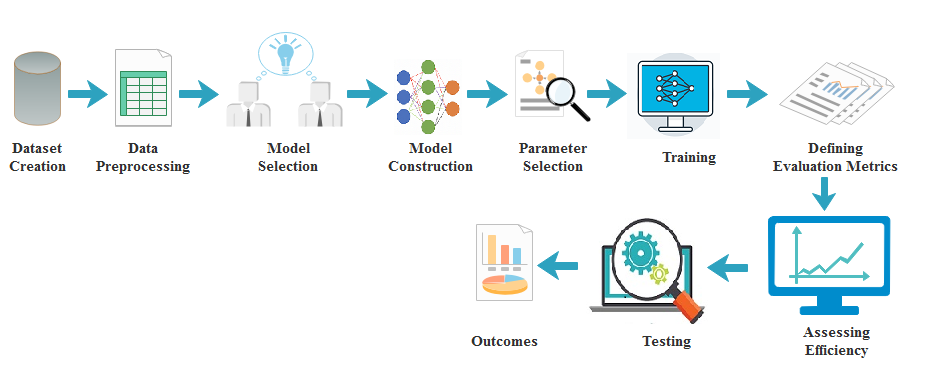 Dataset
Creation
Data
Preprocessing
Model
Selection
Model
Construction
Parameter
Selection
Training
Defining
Evaluation Metrics
Assessing
Efficiency
Testing
Outcomes